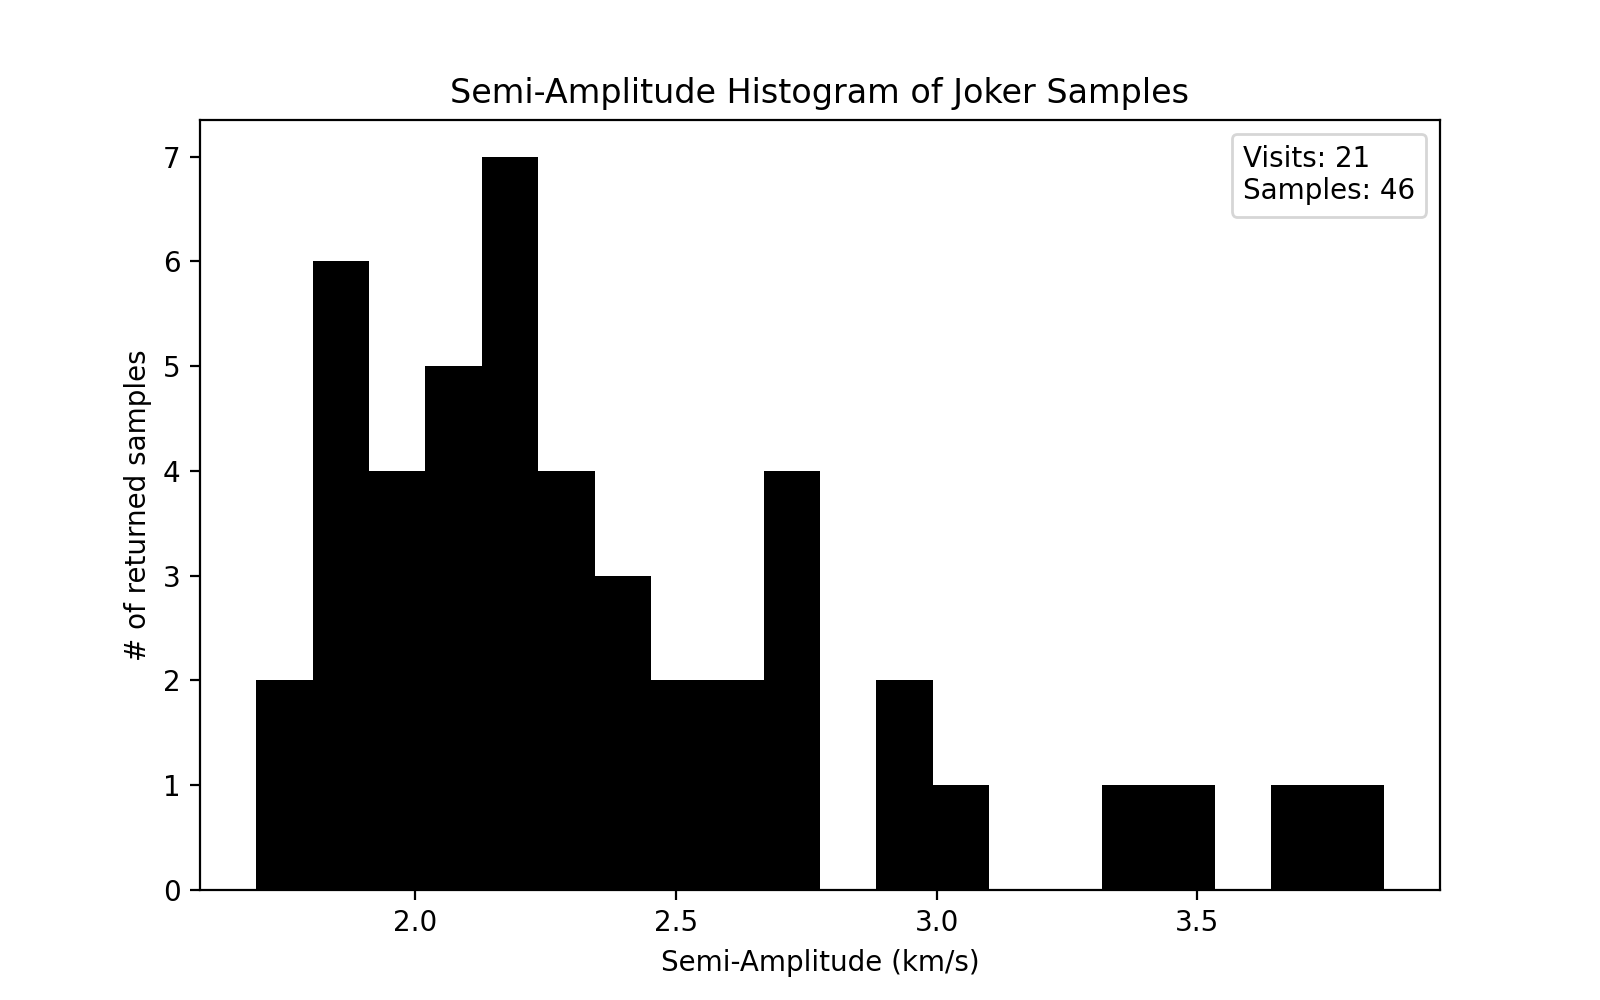 Semi-Amplitude Histogram of Joker Samples
Visits: 21
Samples: 46
7
6
5
4
3
2
1
0
# of returned samples
2.0 2.5 3.0 3.5
Semi-Amplitude (km/s)